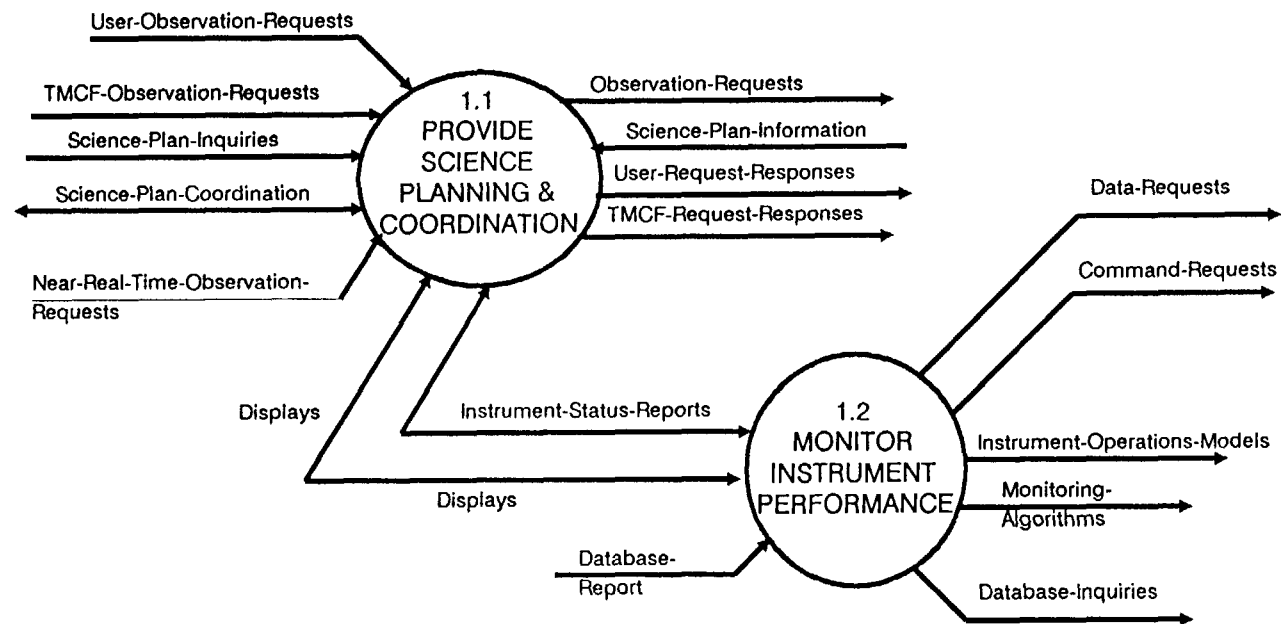 User-Observation-Requests
TMCF-Observation-Requests
Science-Plan-Inquiries
Science-Plan-Coordination
Near-Real-Time-Observation-
Requests
1.1
PROVIDE
SCIENCE
PLANNING &
COORDINATION
Observation-Requests
Science-Plan-Information
User-Request-Responses
TMCF-Request-Responses
Data-Requests
Command-Requests
Displays
Instrument-Status-Reports
Displays
1.2
MONITOR
INSTRUMENT
PERFORMANCE
Instrument-Operations-Models
Monitoring-
Algorithms
Database-
Report
Database-Inquiries